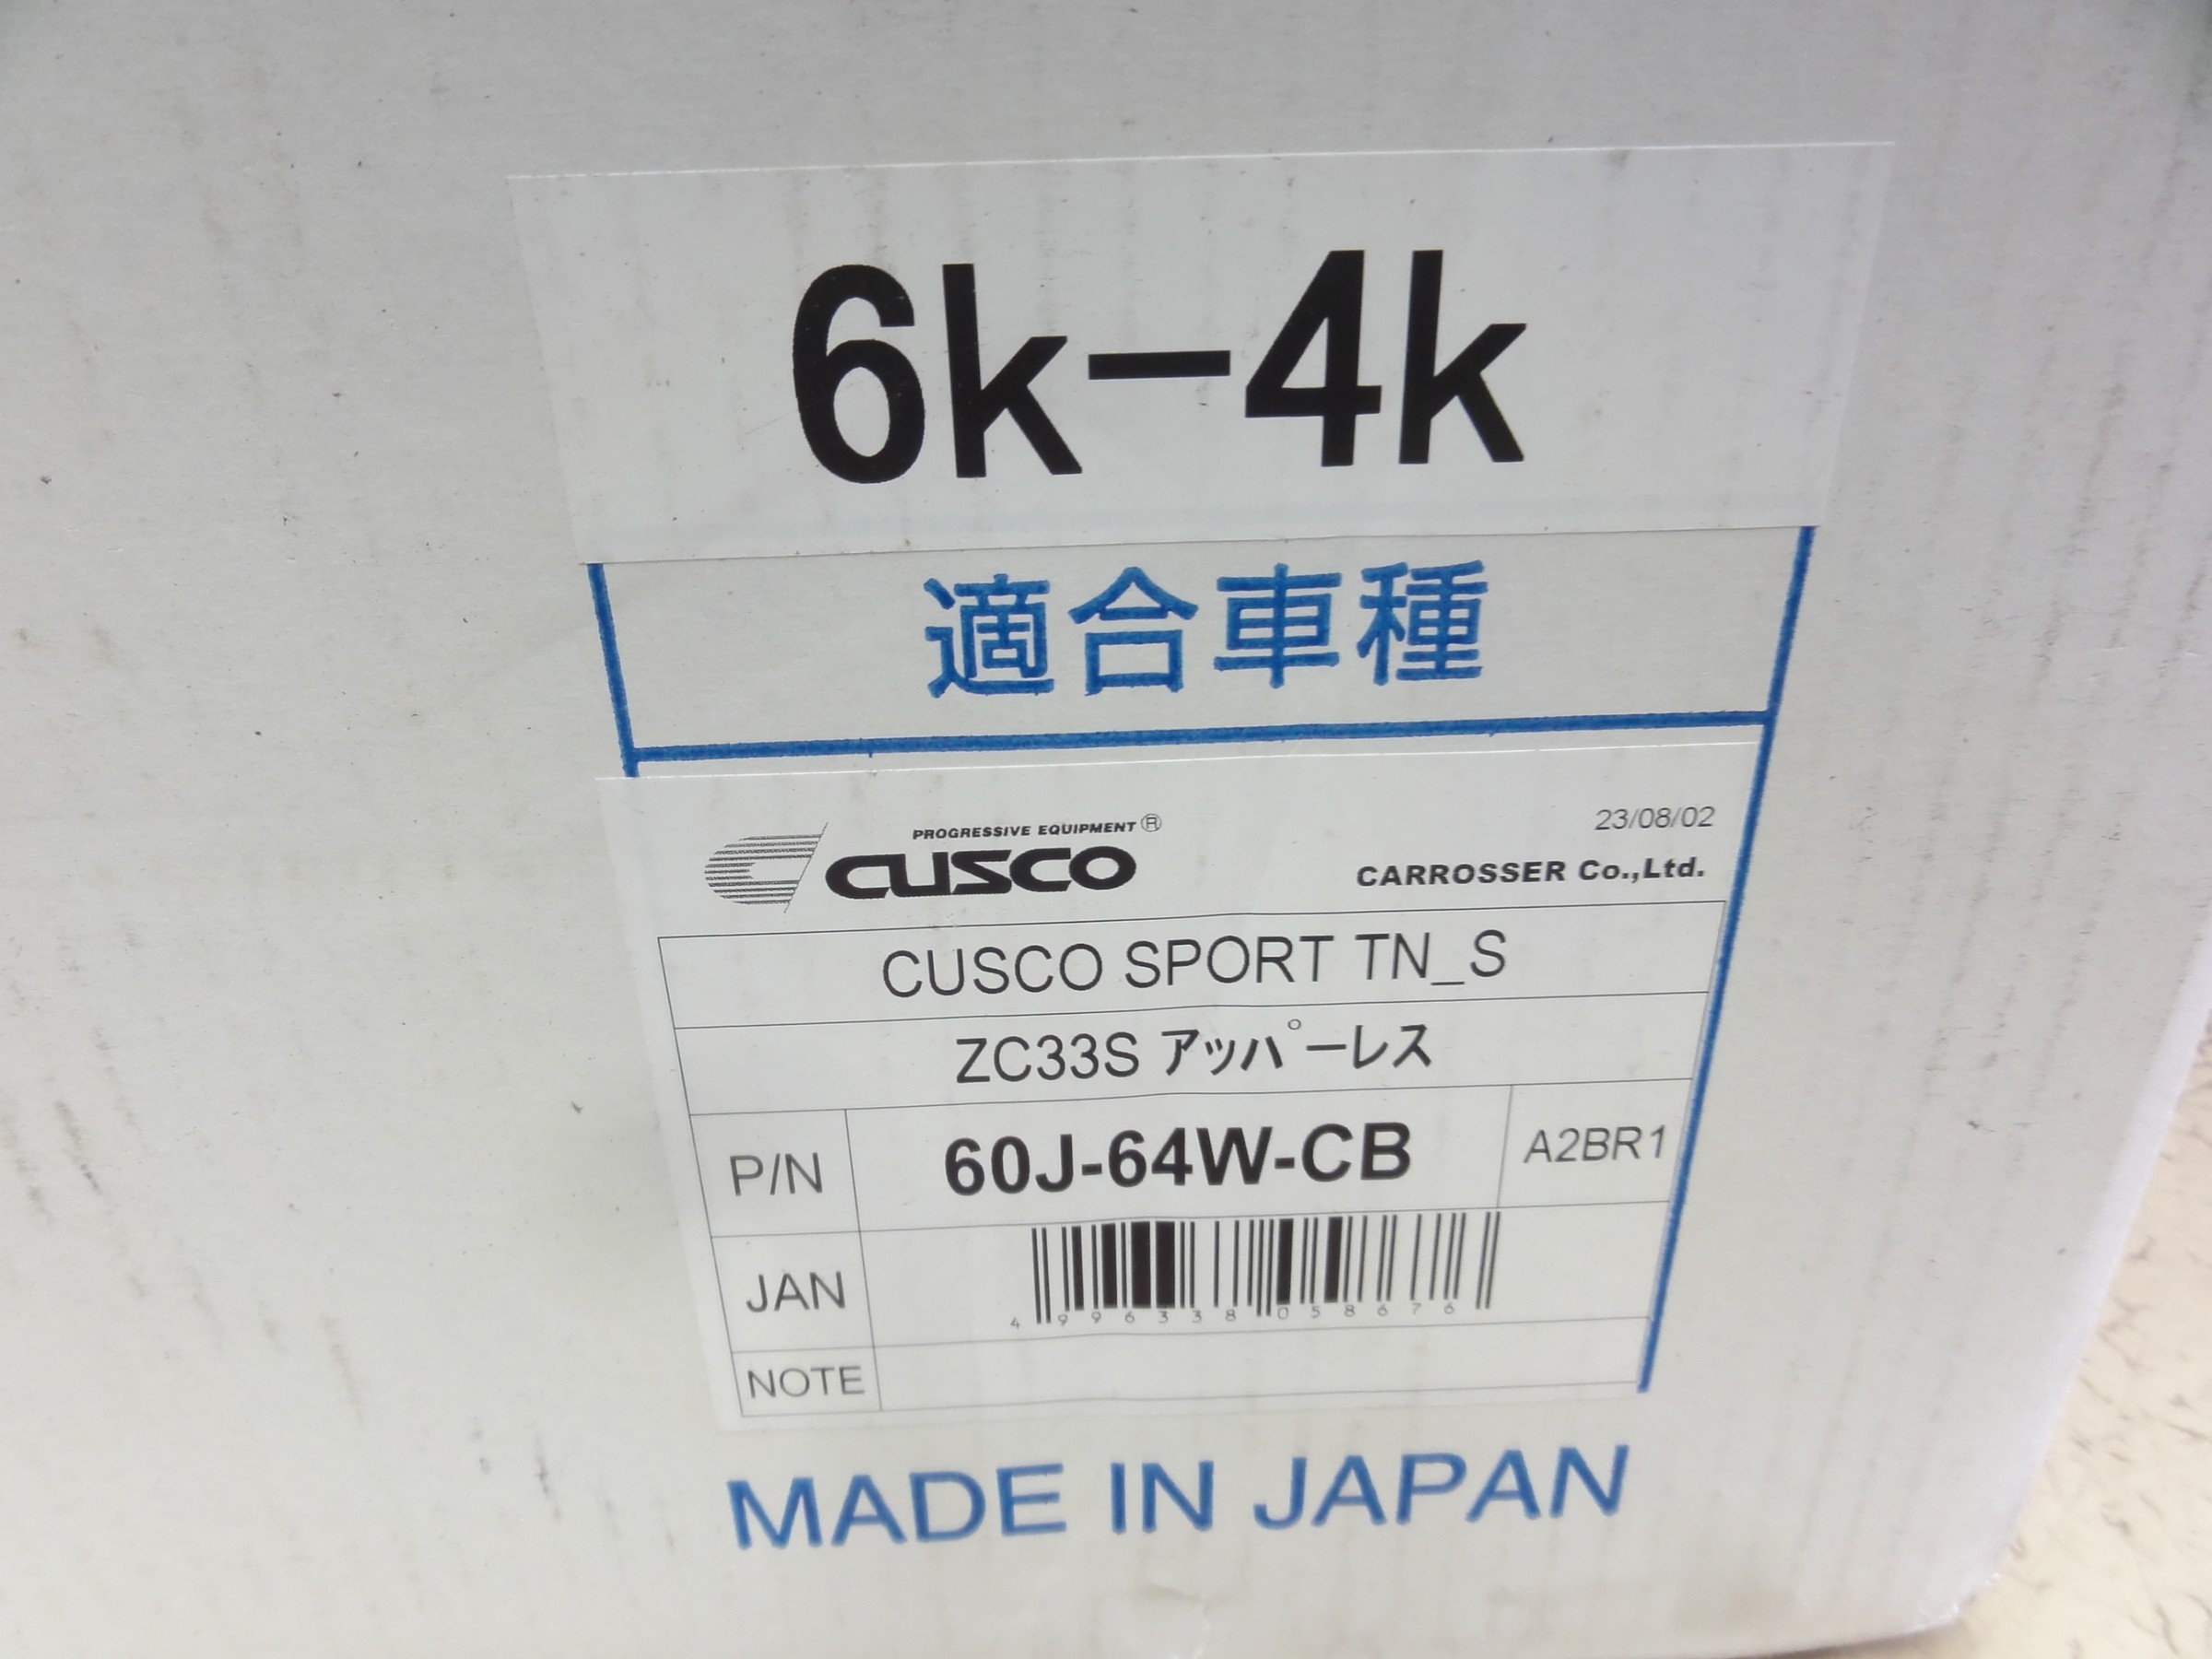 6k-4k
適合車種
PROGRESSIVE EQUIPMENT®
CUSCO
23/08/02
CARROSSER Co.,Ltd.
CUSCO SPORT TN_S
ZC33S アッパーレス
P/N 60J-64W-CB A2BR1
JAN
4996338058676
NOTE
MADE IN JAPAN